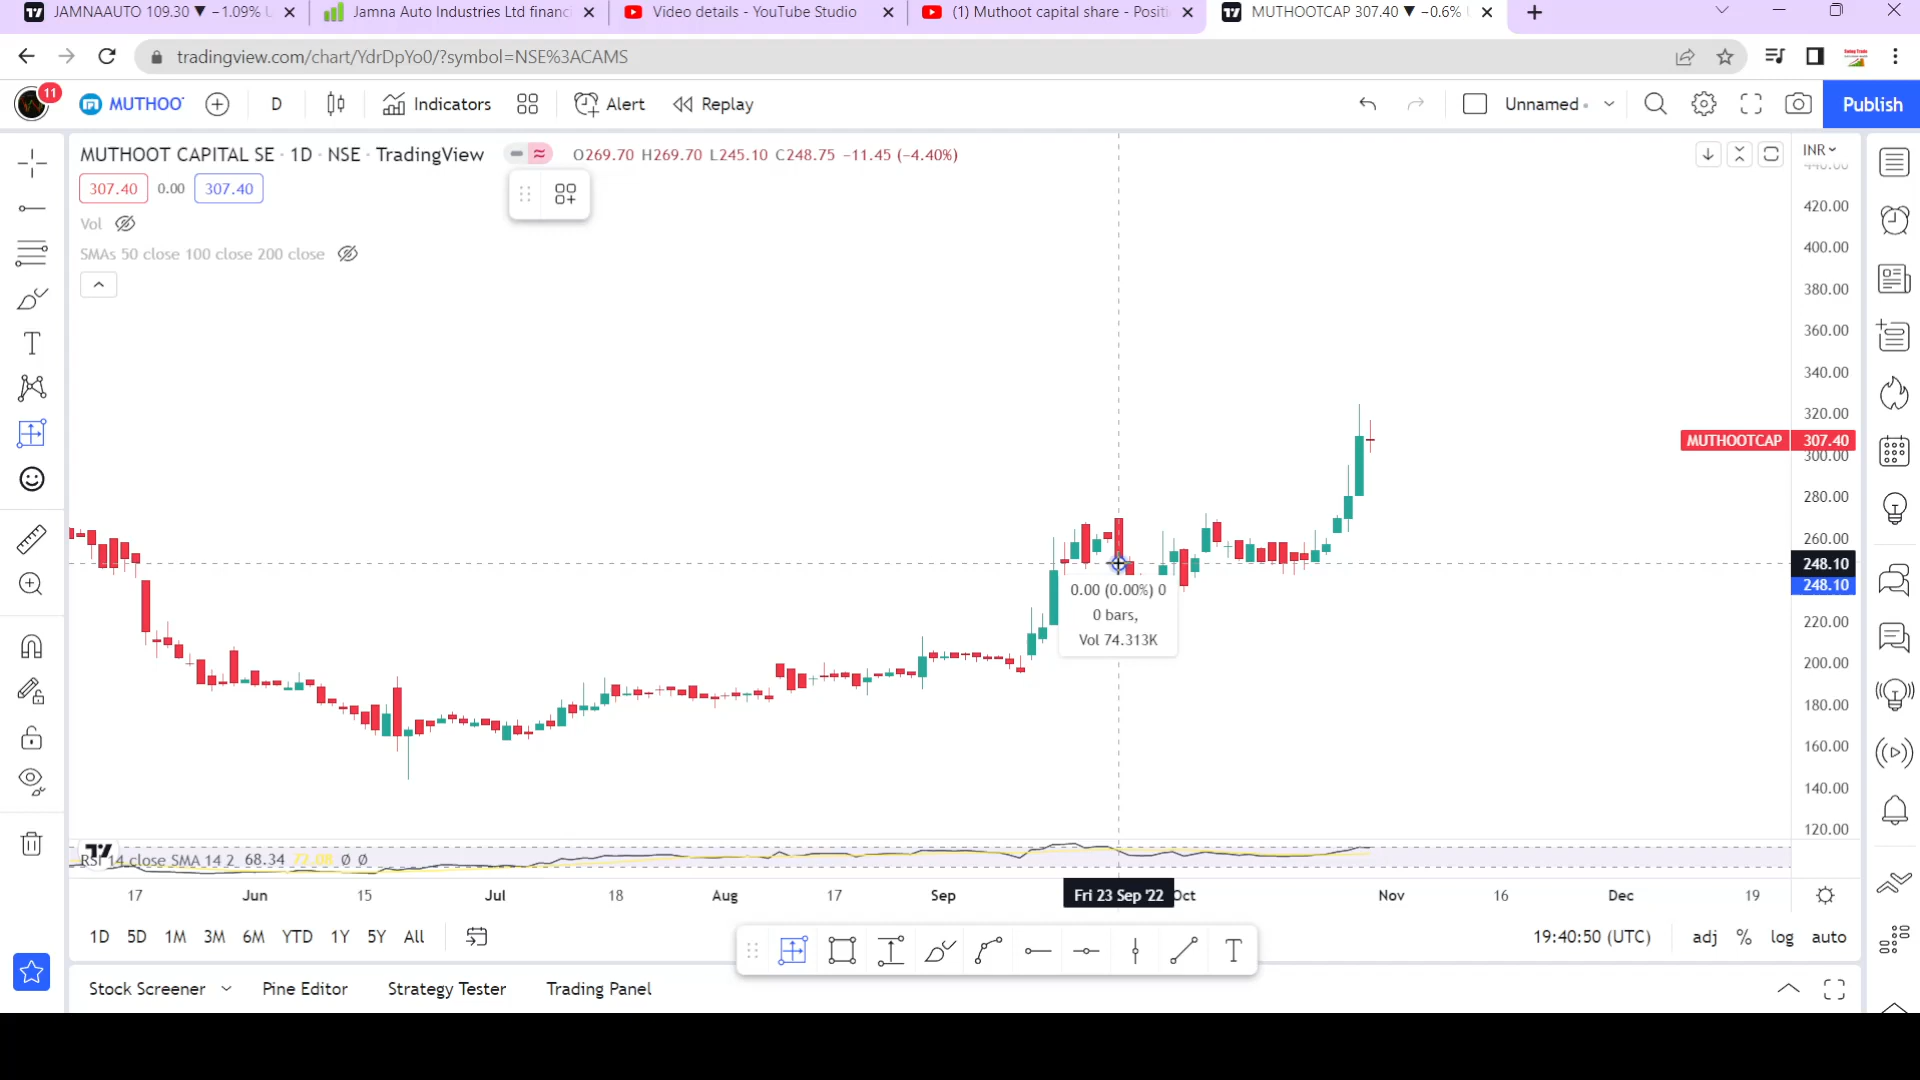 JAMNAAUTO 109.30 ▼ −1.09%
Jamna Auto Industries Ltd financi
Video details - YouTube Studio
(1) Muthoot capital share - Positi
MUTHOOTCAP 307.40 ▼ −0.6%
tradingview.com/chart/YdrDpYo0/?symbol=NSE%3ACAMS
11
MUTHOO
D
Indicators
Alert
Replay
Unnamed
Publish
MUTHOOT CAPITAL SE · 1D · NSE · TradingView
O269.70 H269.70 L245.10 C248.75 −11.45 (−4.40%)
INR
307.40 0.00 307.40
Vol
SMAs 50 close 100 close 200 close
440.00
420.00
400.00
380.00
360.00
340.00
320.00
MUTHOOTCAP 307.40
300.00
280.00
260.00
248.10
248.10
220.00
200.00
180.00
160.00
140.00
120.00
0.00 (0.00%) 0
0 bars,
Vol 74.313K
RSI 14 close SMA 14 2 68.34 72.08 Ø Ø
17 Jun 15 Jul 18 Aug 17 Sep Fri 23 Sep '22 Oct Nov 16 Dec 19
1D 5D 1M 3M 6M YTD 1Y 5Y All
19:40:50 (UTC) adj % log auto
Stock Screener Pine Editor Strategy Tester Trading Panel